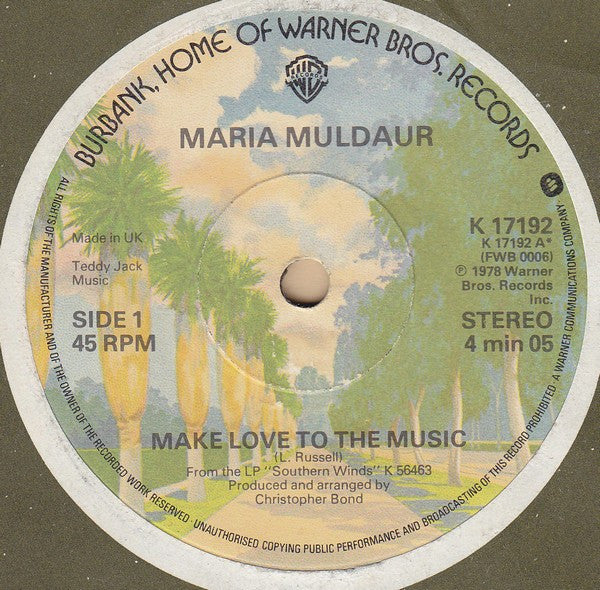 BURBANK, HOME OF WARNER BROS. RECORDS
RECORDS
MARIA MULDAUR
Made in UK
Teddy Jack
Music
SIDE 1
45 RPM
K 17192
K 17192 A*
(FWB 0006)
℗ 1978 Warner
Bros. Records
Inc.
STEREO
4 min 05
MAKE LOVE TO THE MUSIC
(L. Russell)
From the LP "Southern Winds" K 56463
Produced and arranged by
Christopher Bond
ALL RIGHTS OF THE MANUFACTURER AND OF THE OWNER OF THE RECORDED WORK RESERVED · UNAUTHORISED COPYING PUBLIC PERFORMANCE AND BROADCASTING OF THIS RECORD PROHIBITED · A WARNER COMMUNICATIONS COMPANY